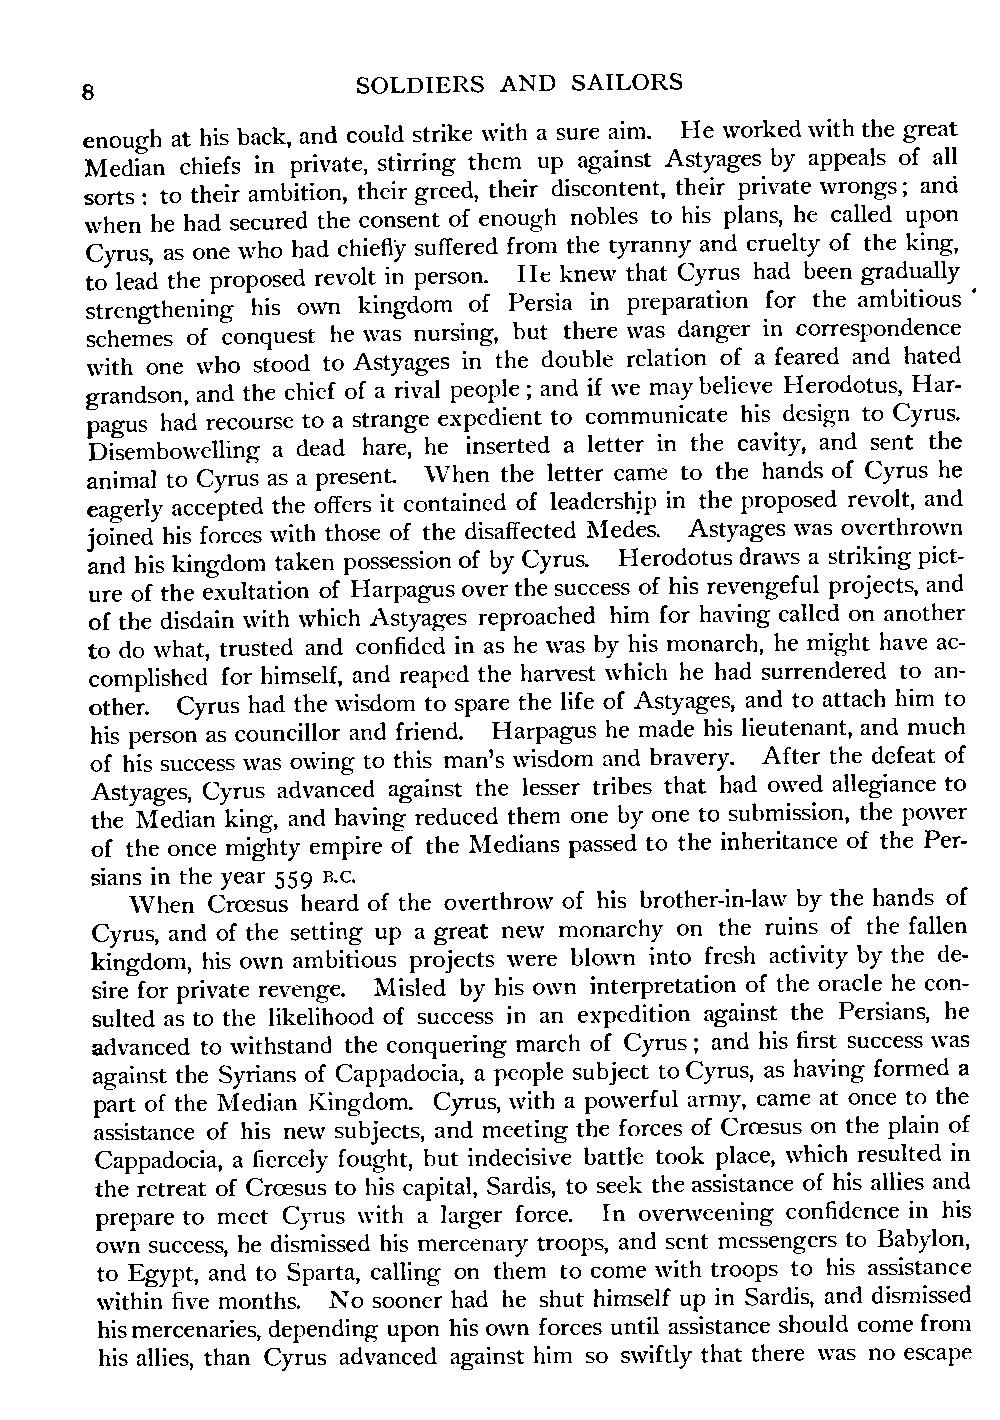 8 SOLDIERS AND SAILORS
enough at his back, and could strike with a sure aim. He worked with the great
Median chiefs in private, stirring them up against Astyages by appeals of all
sorts : to their ambition, their greed, their discontent, their private wrongs ; and
when he had secured the consent of enough nobles to his plans, he called upon
Cyrus, as one who had chiefly suffered from the tyranny and cruelty of the king,
to lead the proposed revolt in person. He knew that Cyrus had been gradually
strengthening his own kingdom of Persia in preparation for the ambitious
schemes of conquest he was nursing, but there was danger in correspondence
with one who stood to Astyages in the double relation of a feared and hated
grandson, and the chief of a rival people ; and if we may believe Herodotus, Har-
pagus had recourse to a strange expedient to communicate his design to Cyrus.
Disembowelling a dead hare, he inserted a letter in the cavity, and sent the
animal to Cyrus as a present. When the letter came to the hands of Cyrus he
eagerly accepted the offers it contained of leadership in the proposed revolt, and
joined his forces with those of the disaffected Medes. Astyages was overthrown
and his kingdom taken possession of by Cyrus. Herodotus draws a striking pict-
ure of the exultation of Harpagus over the success of his revengeful projects, and
of the disdain with which Astyages reproached him for having called on another
to do what, trusted and confided in as he was by his monarch, he might have ac-
complished for himself, and reaped the harvest which he had surrendered to an-
other. Cyrus had the wisdom to spare the life of Astyages, and to attach him to
his person as councillor and friend. Harpagus he made his lieutenant, and much
of his success was owing to this man's wisdom and bravery. After the defeat of
Astyages, Cyrus advanced against the lesser tribes that had owed allegiance to
the Median king, and having reduced them one by one to submission, the power
of the once mighty empire of the Medians passed to the inheritance of the Per-
sians in the year 559 B.C.
When Crœsus heard of the overthrow of his brother-in-law by the hands of
Cyrus, and of the setting up a great new monarchy on the ruins of the fallen
kingdom, his own ambitious projects were blown into fresh activity by the de-
sire for private revenge. Misled by his own interpretation of the oracle he con-
sulted as to the likelihood of success in an expedition against the Persians, he
advanced to withstand the conquering march of Cyrus ; and his first success was
against the Syrians of Cappadocia, a people subject to Cyrus, as having formed a
part of the Median Kingdom. Cyrus, with a powerful army, came at once to the
assistance of his new subjects, and meeting the forces of Crœsus on the plain of
Cappadocia, a fiercely fought, but indecisive battle took place, which resulted in
the retreat of Crœsus to his capital, Sardis, to seek the assistance of his allies and
prepare to meet Cyrus with a larger force. In overweening confidence in his
own success, he dismissed his mercenary troops, and sent messengers to Babylon,
to Egypt, and to Sparta, calling on them to come with troops to his assistance
within five months. No sooner had he shut himself up in Sardis, and dismissed
his mercenaries, depending upon his own forces until assistance should come from
his allies, than Cyrus advanced against him so swiftly that there was no escape